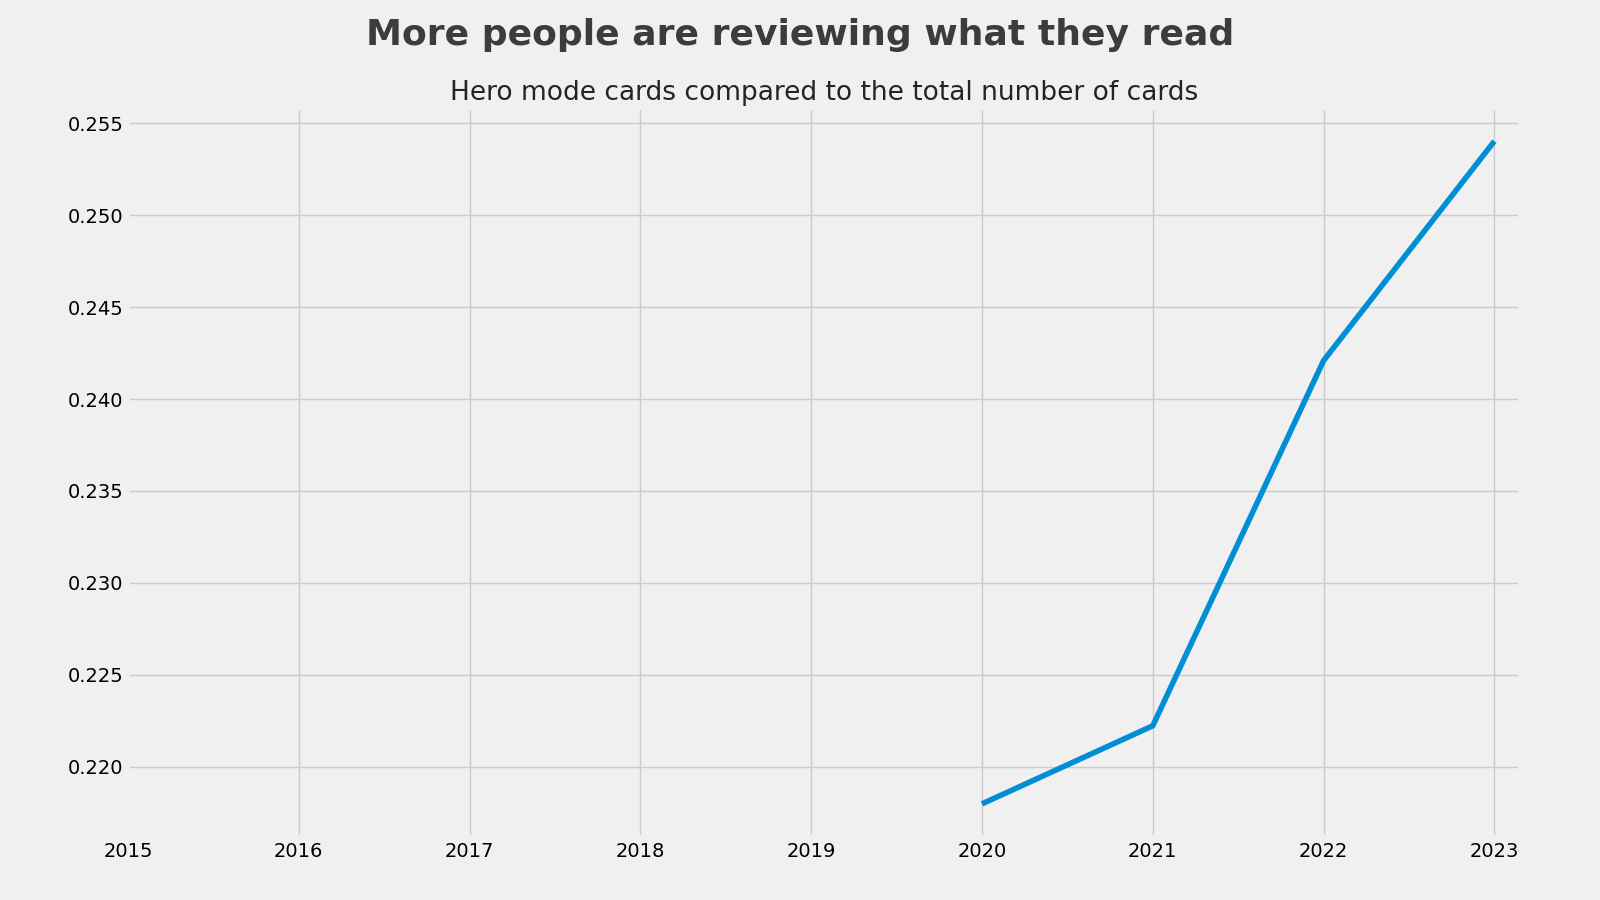 More people are reviewing what they read
Hero mode cards compared to the total number of cards
0.255
0.250
0.245
0.240
0.235
0.230
0.225
0.220
2015 2016 2017 2018 2019 2020 2021 2022 2023